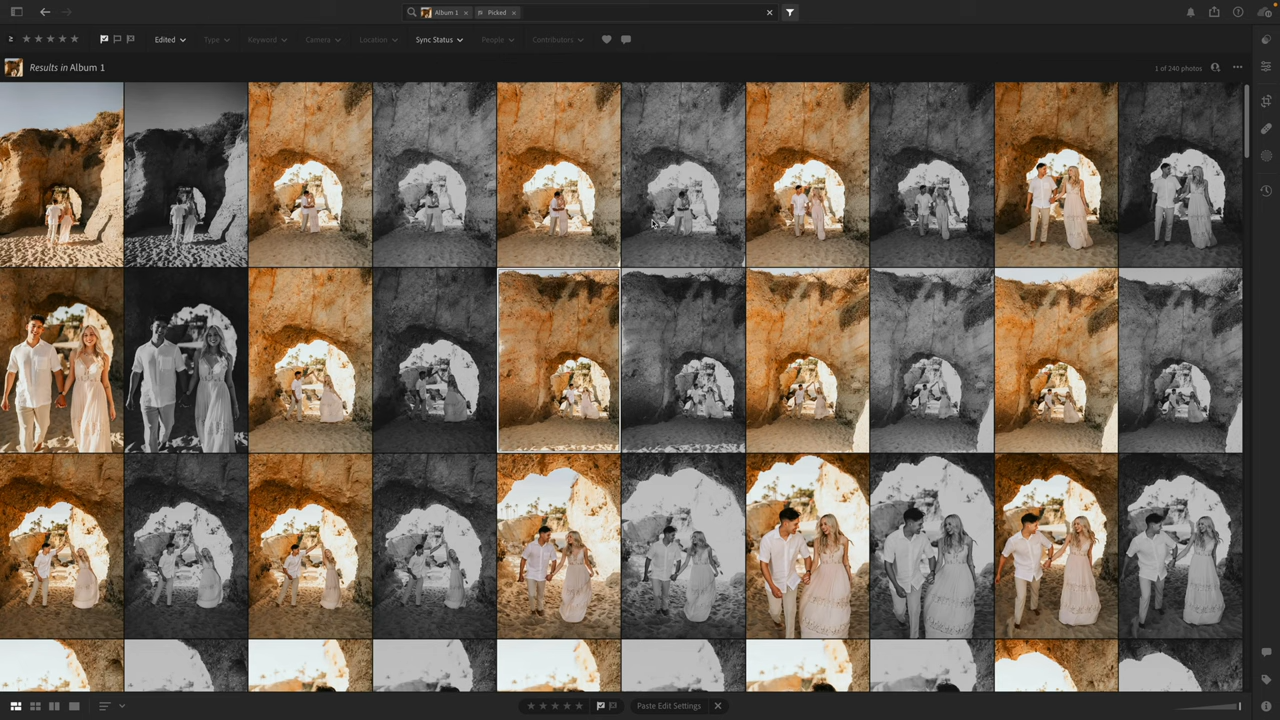 Album 1 × Picked ×
≥ Edited Type Keyword Camera Location Sync Status People Contributors
Results in Album 1
1 of 240 photos
Paste Edit Settings